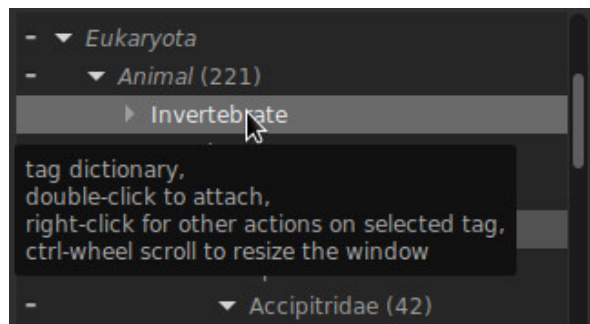 - Eukaryota
- Animal (221)
Invertebrate
tag dictionary,
double-click to attach,
right-click for other actions on selected tag,
ctrl-wheel scroll to resize the window
- Accipitridae (42)